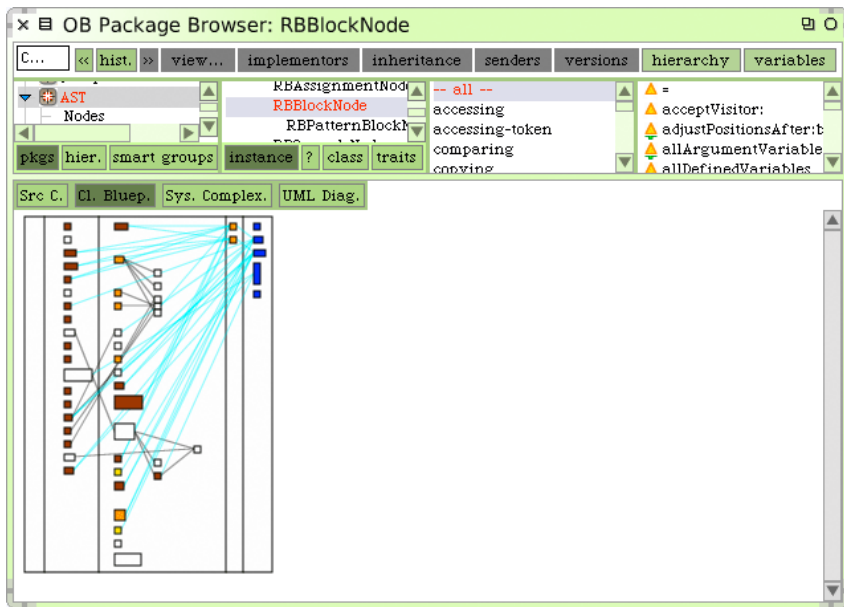 OB Package Browser: RBBlockNode
C... « hist. » view... implementors inheritance senders versions hierarchy variables
AST
Nodes
RBAssignmentNode
RBBlockNode
RBPatternBlockN
-- all --
accessing
accessing-token
comparing
copying
=
acceptVisitor:
adjustPositionsAfter:t
allArgumentVariable
allDefinedVariables
pkgs hier. smart groups instance ? class traits
Src C. Cl. Bluep. Sys. Complex. UML Diag.